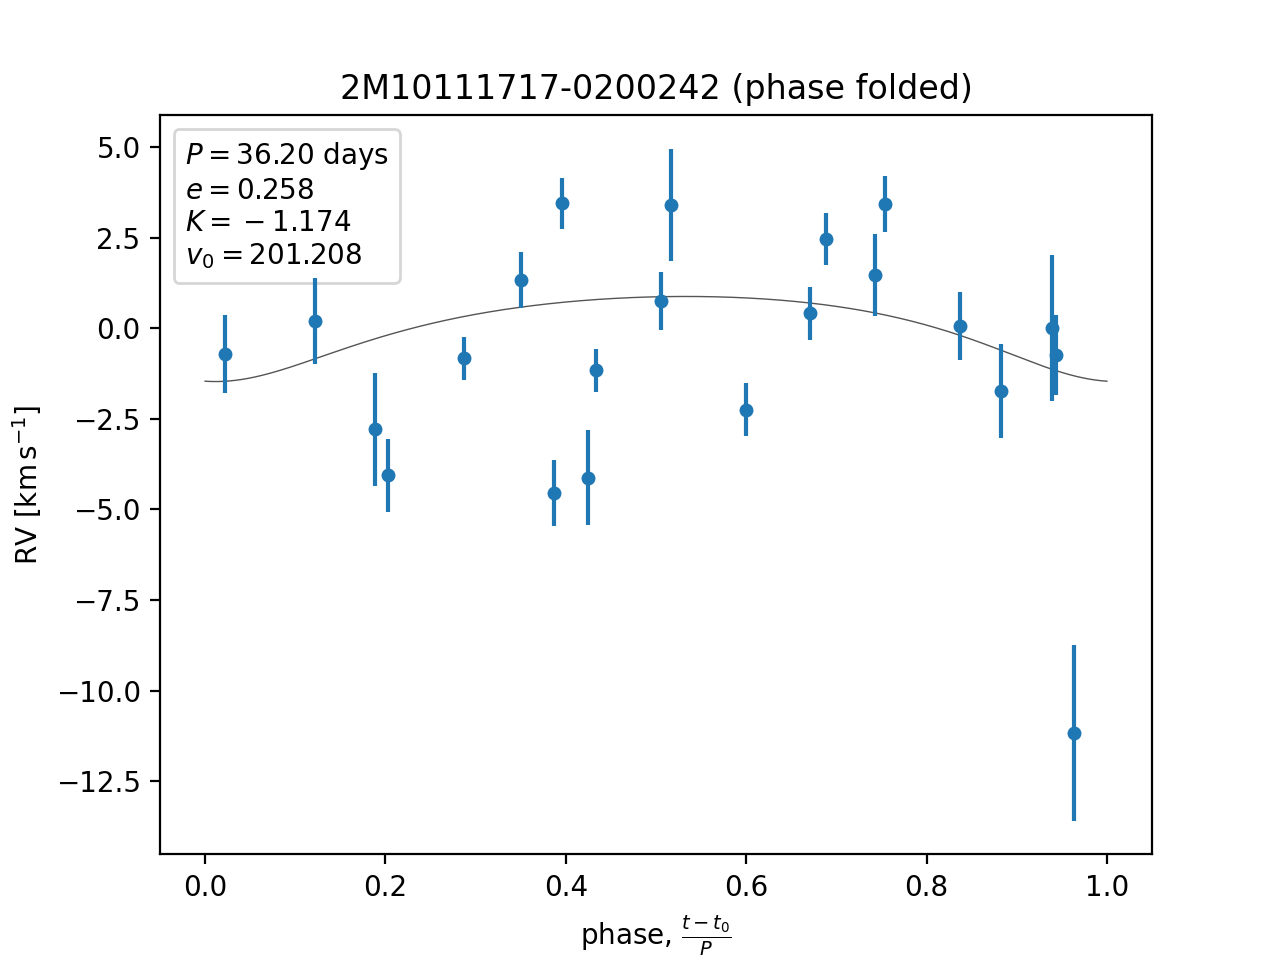 2M10111717-0200242 (phase folded)
P = 36.20 days
e = 0.258
K = −1.174
v₀ = 201.208
5.0
2.5
0.0
−2.5
−5.0
−7.5
−10.0
−12.5
RV [km s⁻¹]
0.0 0.2 0.4 0.6 0.8 1.0
phase, (t − t₀)/P